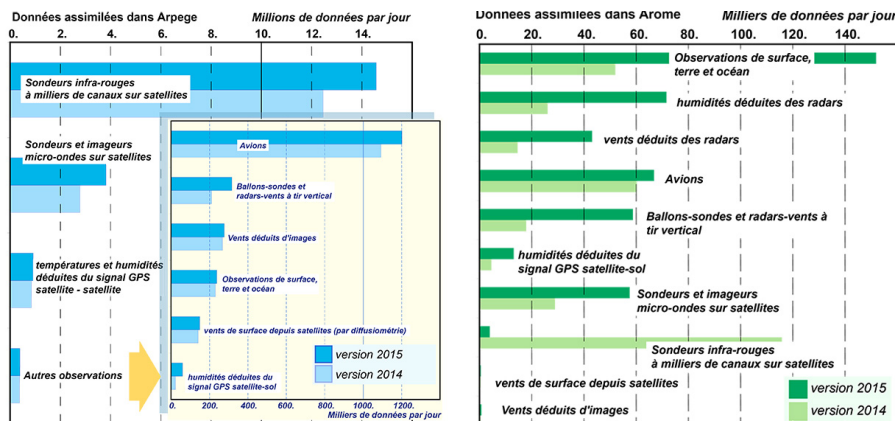 Données assimilées dans Arpege
Millions de données par jour
0. 2. 4. 6. 8. 10. 12. 14.
Sondeurs infra-rouges
à milliers de canaux sur satellites
Sondeurs et imageurs
micro-ondes sur satellites
températures et humidités
déduites du signal GPS
satellite - satellite
Autres observations
Avions
Ballons-sondes et
radars-vents à tir vertical
Vents déduits d'images
Observations de surface,
terre et océan
vents de surface depuis satellites (par diffusiométrie)
humidités déduites du
signal GPS satellite-sol
version 2015
version 2014
0. 200. 400. 600. 800. 1000. 1200.
Milliers de données par jour
Données assimilées dans Arome
Milliers de données par jour
0. 20. 40. 60. 80. 100. 120. 140.
Observations de surface,
terre et océan
humidités déduites des radars
vents déduits des radars
Avions
Ballons-sondes et radars-vents à
tir vertical
humidités déduites du
signal GPS satellite-sol
Sondeurs et imageurs
micro-ondes sur satellites
Sondeurs infra-rouges
à milliers de canaux sur satellites
vents de surface depuis satellites
Vents déduits d'images
version 2015
version 2014